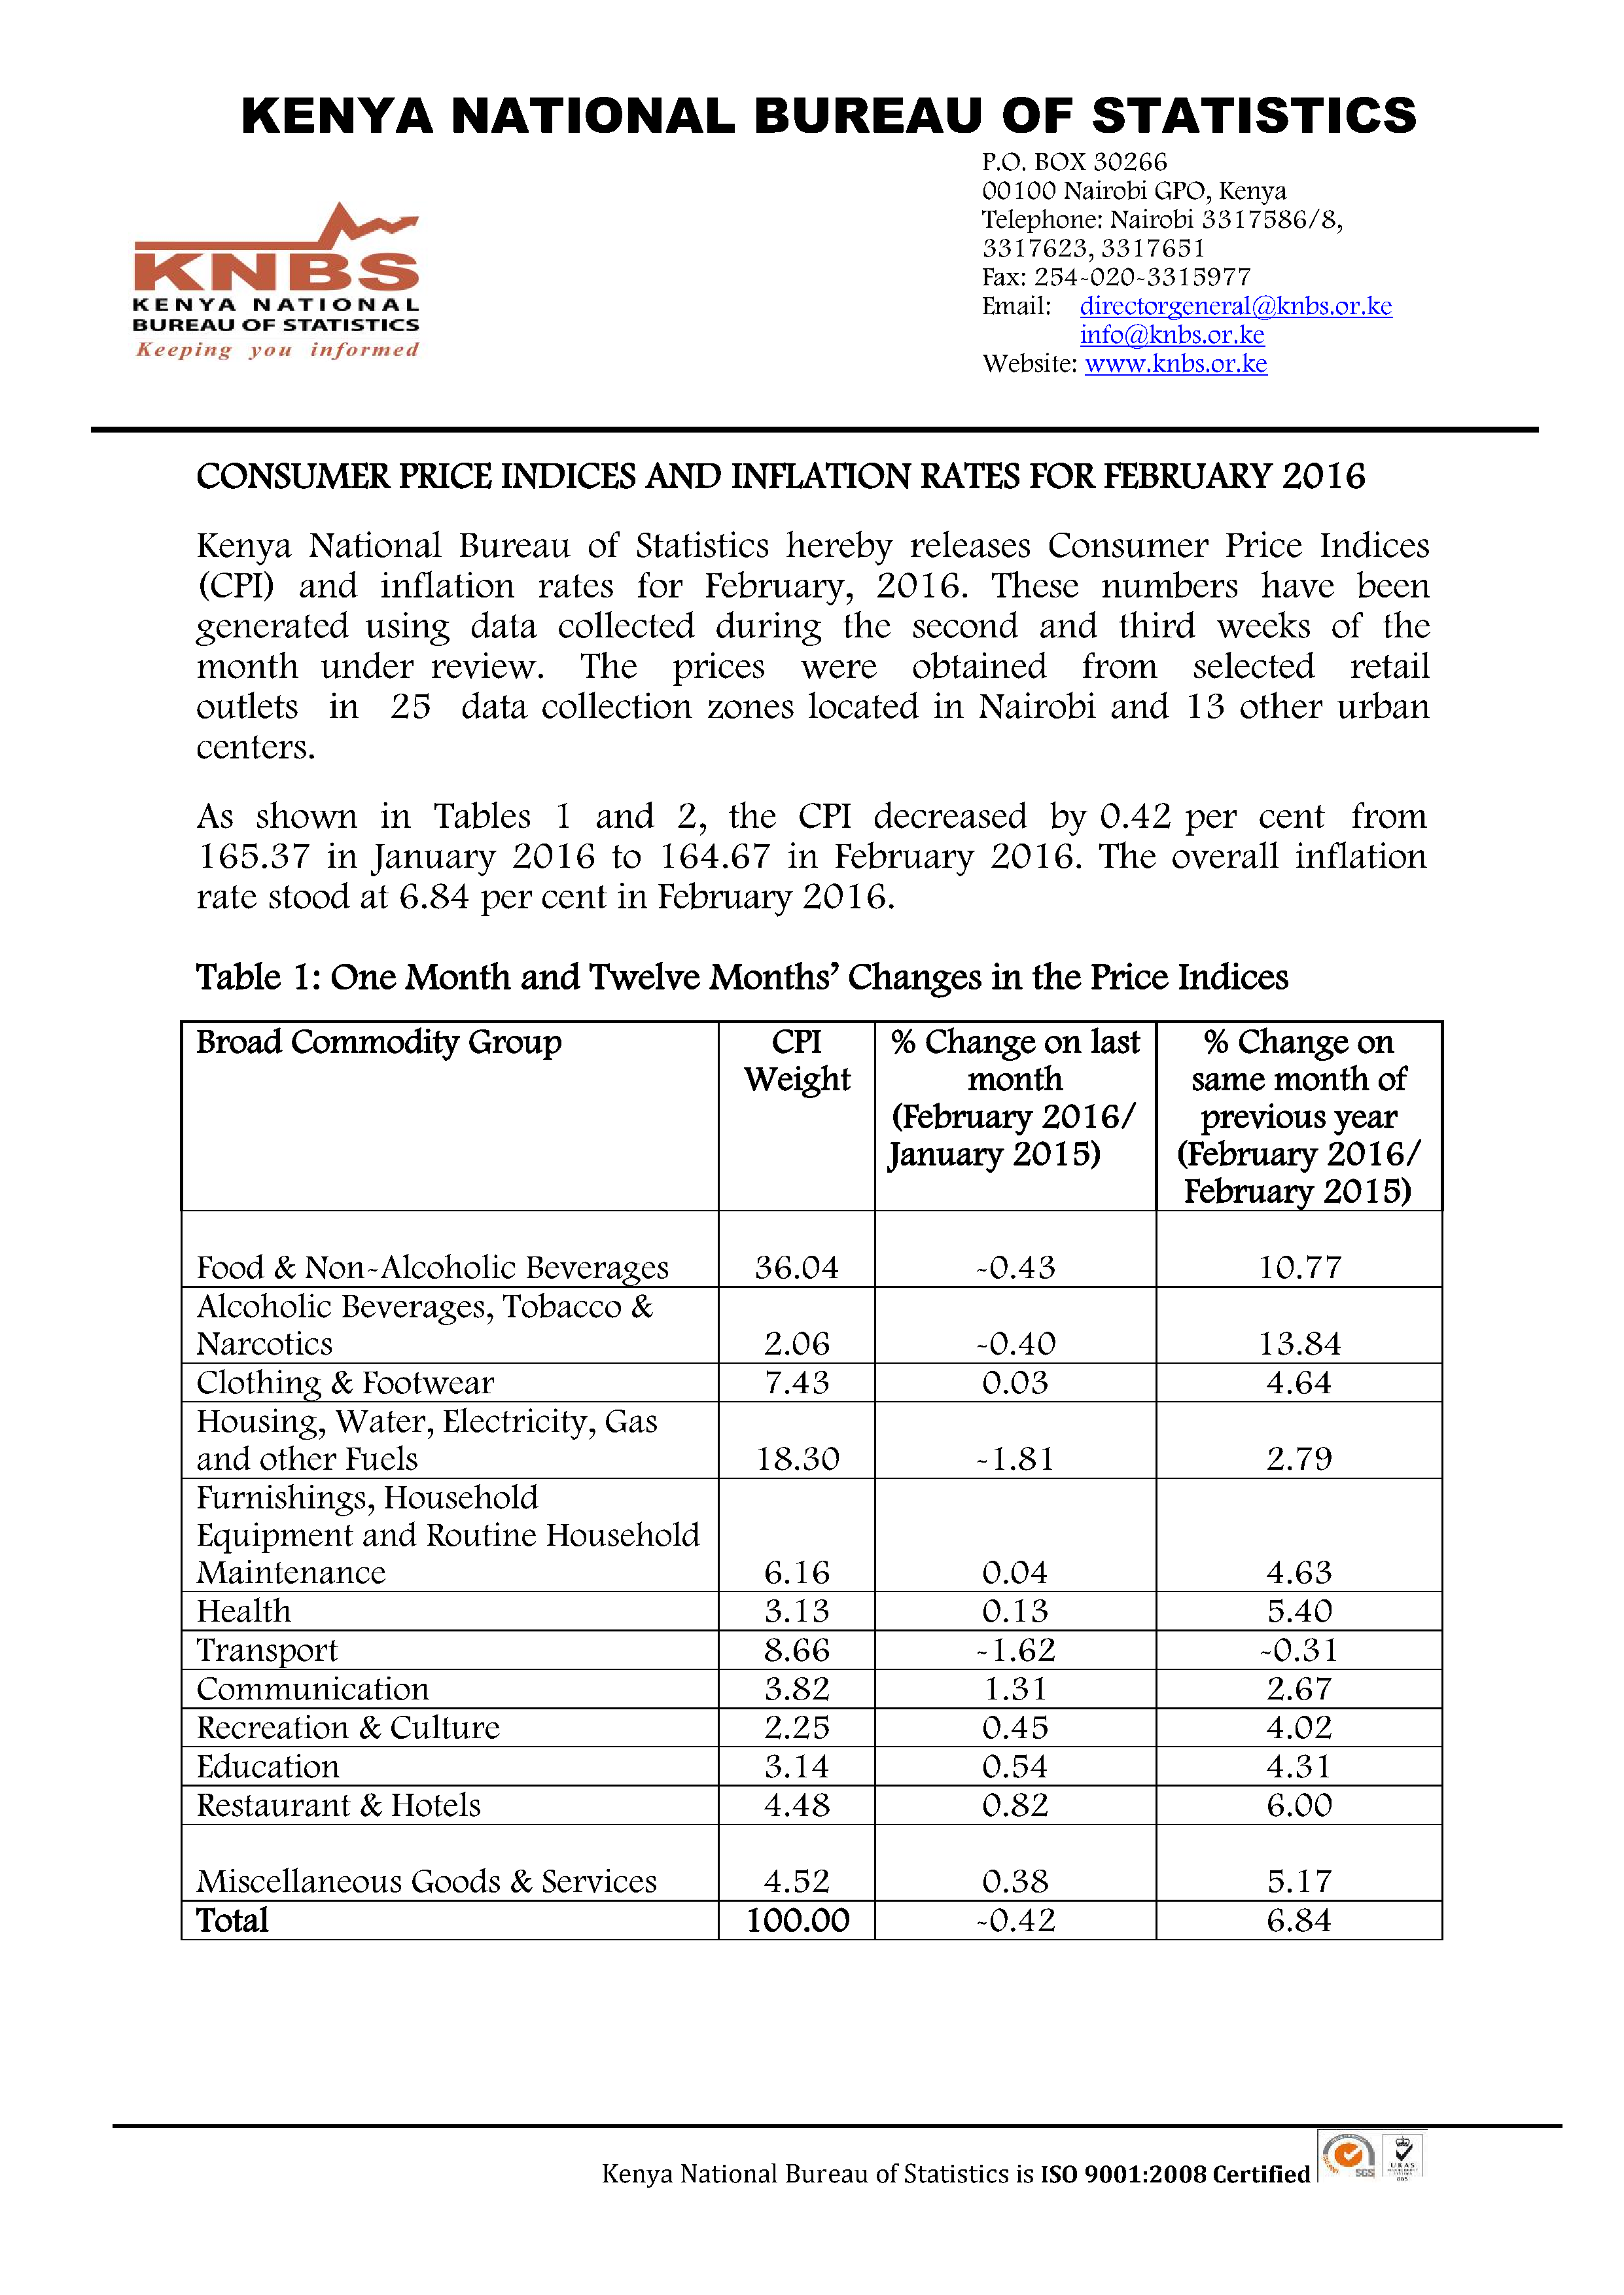 KENYA NATIONAL BUREAU OF STATISTICS
P.O. BOX 30266
00100 Nairobi GPO, Kenya
Telephone: Nairobi 3317586/8,
3317623, 3317651
Fax: 254-020-3315977
Email: directorgeneral@knbs.or.ke
info@knbs.or.ke
Website: www.knbs.or.ke
KNBS
KENYA NATIONAL
BUREAU OF STATISTICS
Keeping you informed
CONSUMER PRICE INDICES AND INFLATION RATES FOR FEBRUARY 2016
Kenya National Bureau of Statistics hereby releases Consumer Price Indices
(CPI) and inflation rates for February, 2016. These numbers have been
generated using data collected during the second and third weeks of the
month under review. The prices were obtained from selected retail
outlets in 25 data collection zones located in Nairobi and 13 other urban
centers.
As shown in Tables 1 and 2, the CPI decreased by 0.42 per cent from
165.37 in January 2016 to 164.67 in February 2016. The overall inflation
rate stood at 6.84 per cent in February 2016.
Table 1: One Month and Twelve Months’ Changes in the Price Indices
Broad Commodity Group CPI % Change on last % Change on
Weight month same month of
(February 2016/ previous year
January 2015) (February 2016/
February 2015)
Food & Non-Alcoholic Beverages 36.04 -0.43 10.77
Alcoholic Beverages, Tobacco &
Narcotics 2.06 -0.40 13.84
Clothing & Footwear 7.43 0.03 4.64
Housing, Water, Electricity, Gas
and other Fuels 18.30 -1.81 2.79
Furnishings, Household
Equipment and Routine Household
Maintenance 6.16 0.04 4.63
Health 3.13 0.13 5.40
Transport 8.66 -1.62 -0.31
Communication 3.82 1.31 2.67
Recreation & Culture 2.25 0.45 4.02
Education 3.14 0.54 4.31
Restaurant & Hotels 4.48 0.82 6.00
Miscellaneous Goods & Services 4.52 0.38 5.17
Total 100.00 -0.42 6.84
Kenya National Bureau of Statistics is ISO 9001:2008 Certified
SGS
UKAS